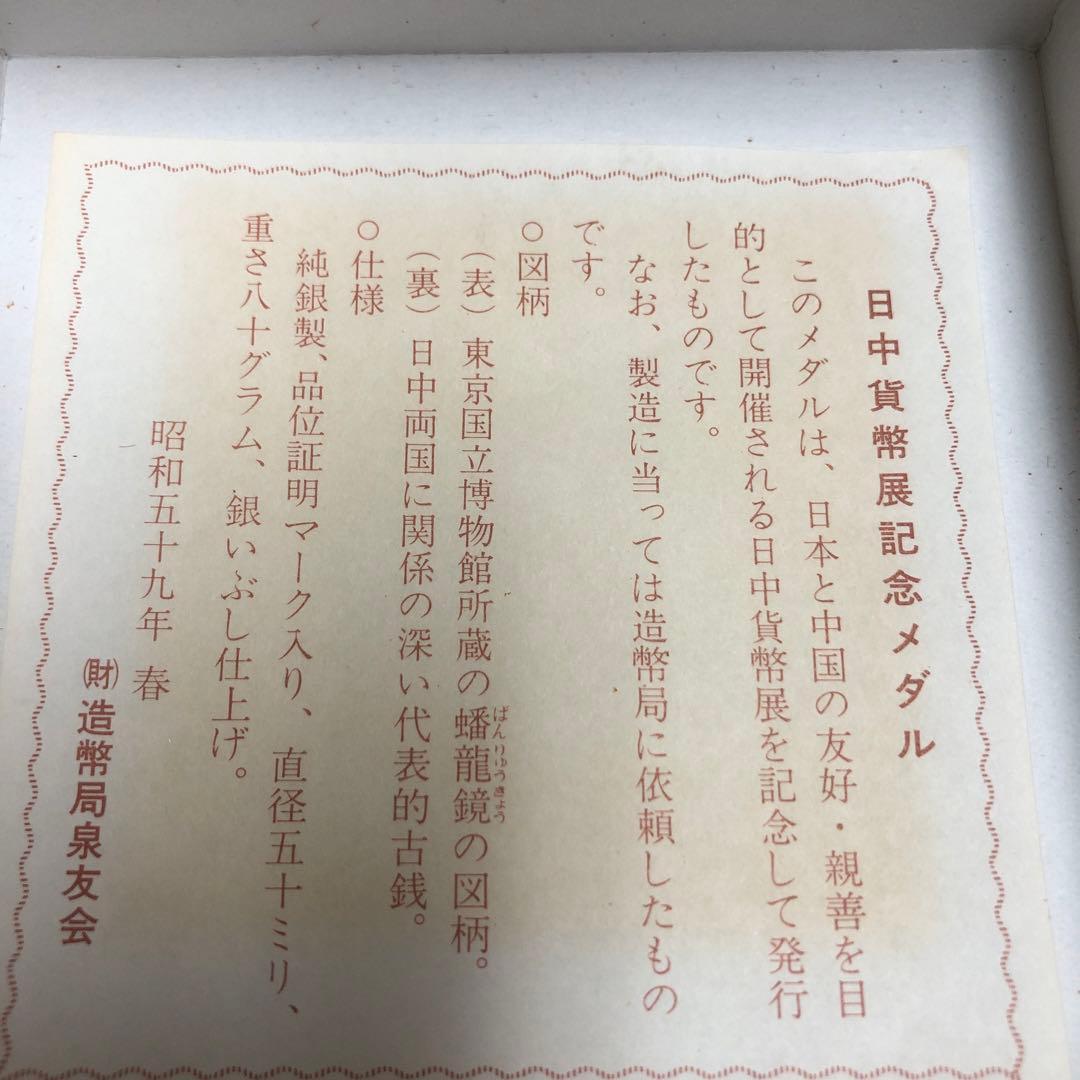 日中貨幣展記念メダル
このメダルは、日本と中国の友好・親善を目
的として開催される日中貨幣展を記念して発行
したものです。
なお、製造に当っては造幣局に依頼したもの
です。
○図柄
(表) 東京国立博物館所蔵の蟠龍鏡の図柄。
ばんりゅうきょう
(裏) 日中両国に関係の深い代表的古銭。
○仕様
純銀製、品位証明マーク入り、直径五十ミリ、
重さ八十グラム、銀いぶし仕上げ。
昭和五十九年 春
㈶造幣局泉友会